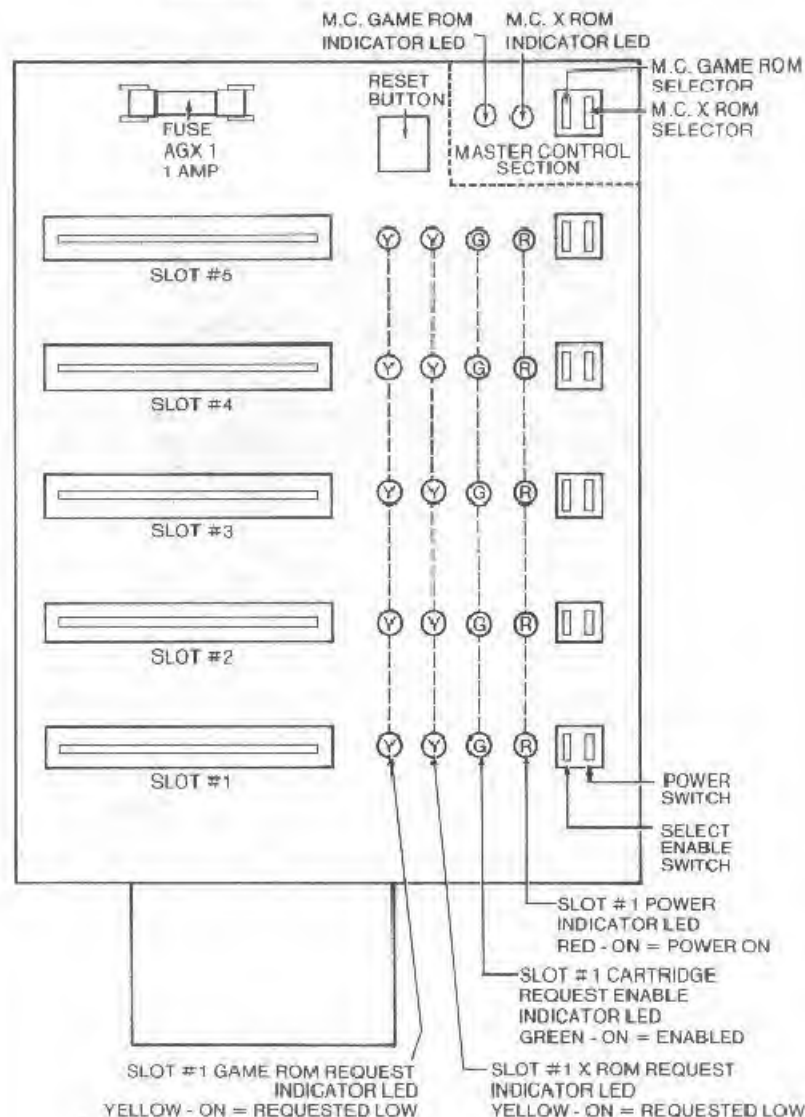 M.C. GAME ROM
INDICATOR LED
M.C. X ROM
INDICATOR LED
M.C. GAME ROM
SELECTOR
M.C. X ROM
SELECTOR
RESET
BUTTON
FUSE
AGX 1
1 AMP
MASTER CONTROL
SECTION
Y Y G R
SLOT #5
Y Y G R
SLOT #4
Y Y G R
SLOT #3
Y Y G R
SLOT #2
Y Y G R
SLOT #1
POWER
SWITCH
SELECT
ENABLE
SWITCH
SLOT #1 POWER
INDICATOR LED
RED - ON = POWER ON
SLOT #1 CARTRIDGE
REQUEST ENABLE
INDICATOR LED
GREEN - ON = ENABLED
SLOT #1 GAME ROM REQUEST
INDICATOR LED
YELLOW - ON = REQUESTED LOW
SLOT #1 X ROM REQUEST
INDICATOR LED
YELLOW - ON = REQUESTED LOW